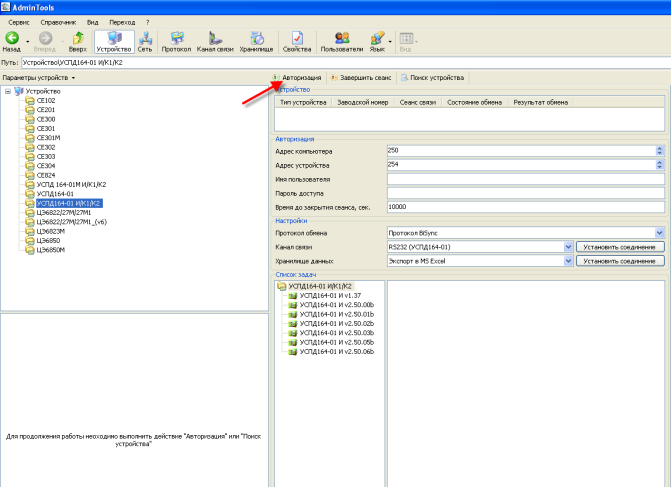 AdminTools
Сервис Справочник Вид Переход ?
Назад Вперед Вверх Устройство Сеть Протокол Канал связи Хранилище Свойства Пользователи Язык Вид
Путь: Устройство\УСПД164-01 И/К1/К2
Параметры устройств
Авторизация Завершить сеанс Поиск устройства
Устройство
CE102
CE201
CE300
CE301
CE301M
CE302
CE303
CE304
CE824
УСПД 164-01М И/К1/К2
УСПД164-01
УСПД164-01 И/К1/К2
ЦЭ6822/27М/27М1
ЦЭ6822/27М/27М1_(v6)
ЦЭ6823М
ЦЭ6850
ЦЭ6850М
Для продолжения работы неоходимо выполнить действие "Авторизация" или "Поиск
устройства"
Устройство
Тип устройства Заводской номер Сеанс связи Состояние обмена Результат обмена
Авторизация
Адрес компьютера 250
Адрес устройства 254
Имя пользователя
Пароль доступа
Время до закрытия сеанса, сек. 10000
Настройки
Протокол обмена Протокол BiSync
Канал связи RS232 (УСПД164-01) Установить соединение
Хранилище данных Экспорт в MS Excel Установить соединение
Список задач
УСПД164-01 И/К1/К2
УСПД164-01 И v1.37
УСПД164-01 И v2.50.00b
УСПД164-01 И v2.50.01b
УСПД164-01 И v2.50.02b
УСПД164-01 И v2.50.03b
УСПД164-01 И v2.50.05b
УСПД164-01 И v2.50.06b